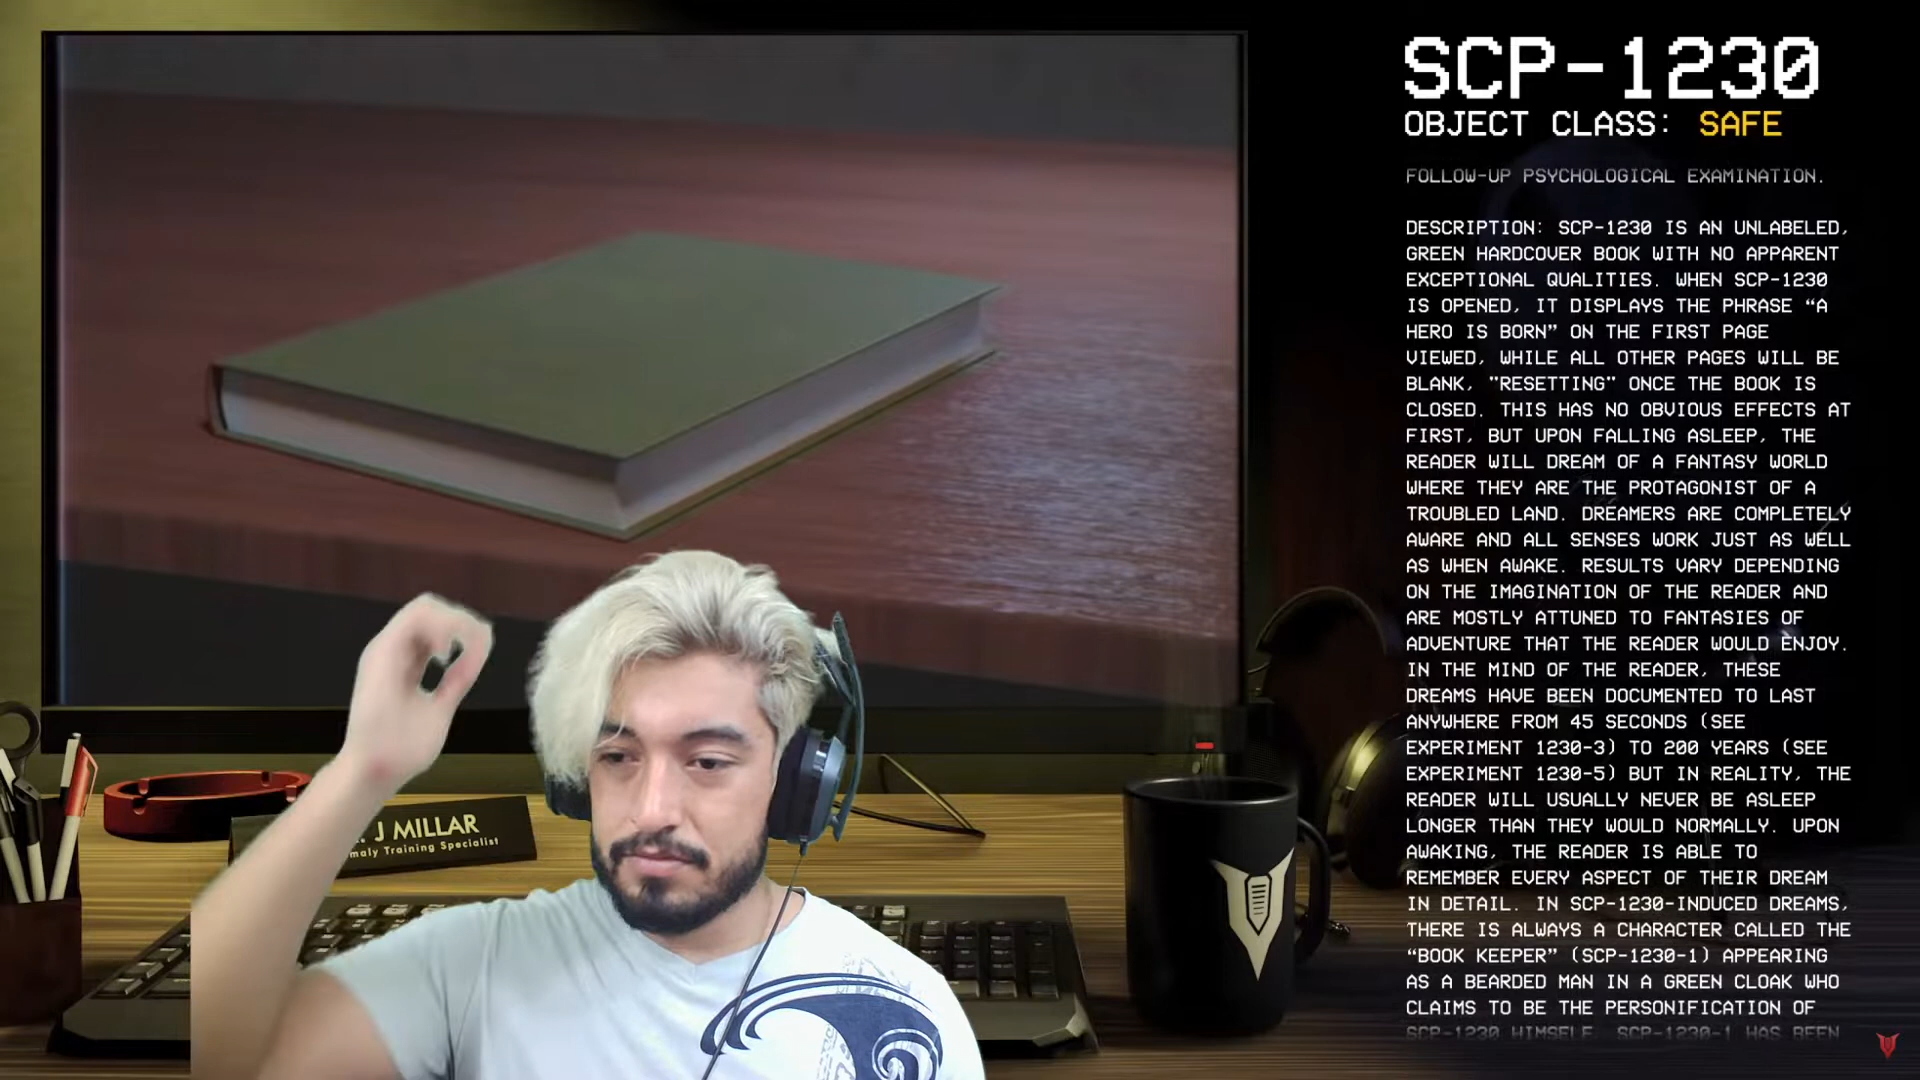 SCP-1230
OBJECT CLASS: SAFE
FOLLOW-UP PSYCHOLOGICAL EXAMINATION.
DESCRIPTION: SCP-1230 IS AN UNLABELED,
GREEN HARDCOVER BOOK WITH NO APPARENT
EXCEPTIONAL QUALITIES. WHEN SCP-1230
IS OPENED, IT DISPLAYS THE PHRASE “A
HERO IS BORN” ON THE FIRST PAGE
VIEWED, WHILE ALL OTHER PAGES WILL BE
BLANK, "RESETTING" ONCE THE BOOK IS
CLOSED. THIS HAS NO OBVIOUS EFFECTS AT
FIRST, BUT UPON FALLING ASLEEP, THE
READER WILL DREAM OF A FANTASY WORLD
WHERE THEY ARE THE PROTAGONIST OF A
TROUBLED LAND. DREAMERS ARE COMPLETELY
AWARE AND ALL SENSES WORK JUST AS WELL
AS WHEN AWAKE. RESULTS VARY DEPENDING
ON THE IMAGINATION OF THE READER AND
ARE MOSTLY ATTUNED TO FANTASIES OF
ADVENTURE THAT THE READER WOULD ENJOY.
IN THE MIND OF THE READER, THESE
DREAMS HAVE BEEN DOCUMENTED TO LAST
ANYWHERE FROM 45 SECONDS (SEE
EXPERIMENT 1230-3) TO 200 YEARS (SEE
EXPERIMENT 1230-5) BUT IN REALITY, THE
READER WILL USUALLY NEVER BE ASLEEP
LONGER THAN THEY WOULD NORMALLY. UPON
AWAKING, THE READER IS ABLE TO
REMEMBER EVERY ASPECT OF THEIR DREAM
IN DETAIL. IN SCP-1230-INDUCED DREAMS,
THERE IS ALWAYS A CHARACTER CALLED THE
“BOOK KEEPER” (SCP-1230-1) APPEARING
AS A BEARDED MAN IN A GREEN CLOAK WHO
CLAIMS TO BE THE PERSONIFICATION OF
SCP-1230 HIMSELF. SCP-1230-1 HAS BEEN
J MILLAR
Training Specialist